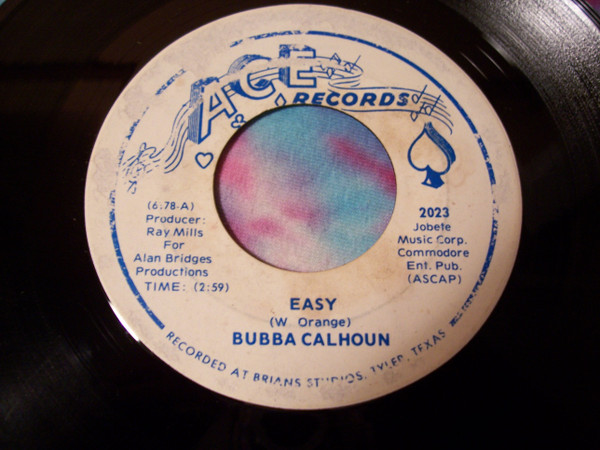 ACE
RECORDS
(6:78-A)
Producer:
Ray Mills
For
Alan Bridges
Productions
TIME: (2:59)
2023
Jobete
Music Corp.
Commodore
Ent. Pub.
(ASCAP)
EASY
(W. Orange)
BUBBA CALHOUN
RECORDED AT BRIANS STUDIOS, TYLER, TEXAS